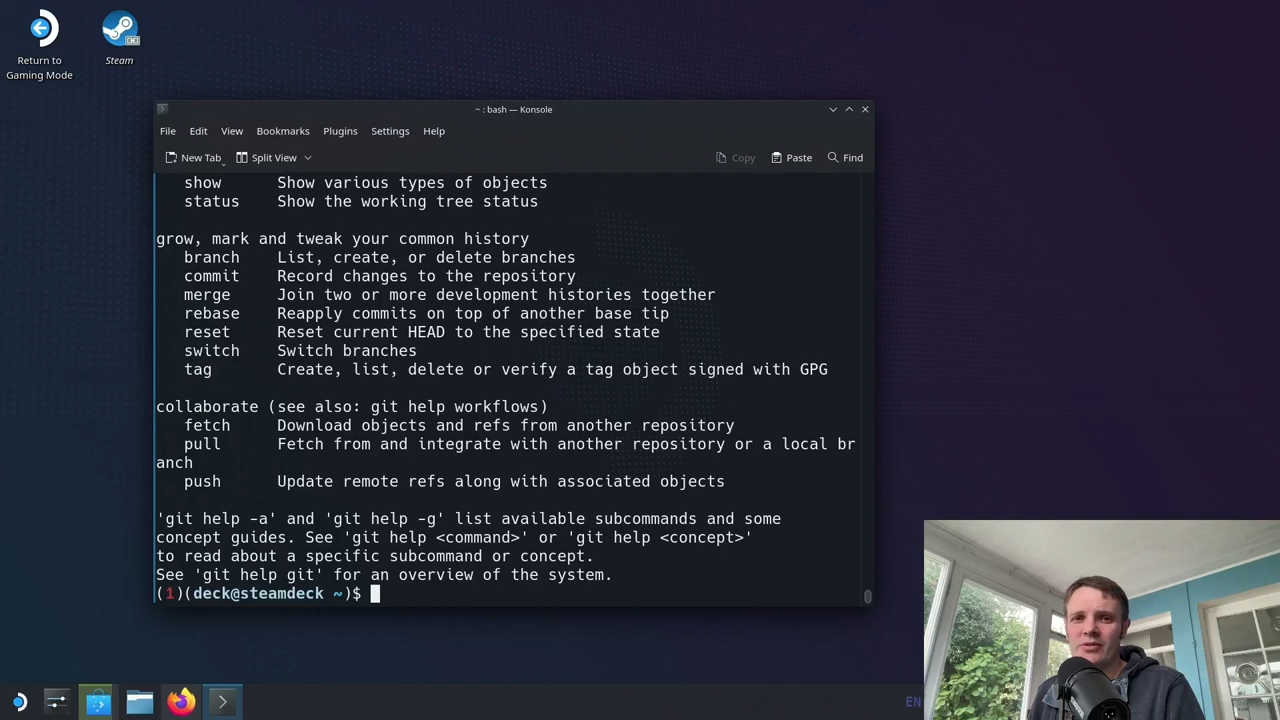 Return to
Gaming Mode
Steam
~ : bash — Konsole
File Edit View Bookmarks Plugins Settings Help
New Tab Split View Copy Paste Find
show Show various types of objects
status Show the working tree status
grow, mark and tweak your common history
branch List, create, or delete branches
commit Record changes to the repository
merge Join two or more development histories together
rebase Reapply commits on top of another base tip
reset Reset current HEAD to the specified state
switch Switch branches
tag Create, list, delete or verify a tag object signed with GPG
collaborate (see also: git help workflows)
fetch Download objects and refs from another repository
pull Fetch from and integrate with another repository or a local br
anch
push Update remote refs along with associated objects
'git help -a' and 'git help -g' list available subcommands and some
concept guides. See 'git help <command>' or 'git help <concept>'
to read about a specific subcommand or concept.
See 'git help git' for an overview of the system.
(1)(deck@steamdeck ~)$
EN